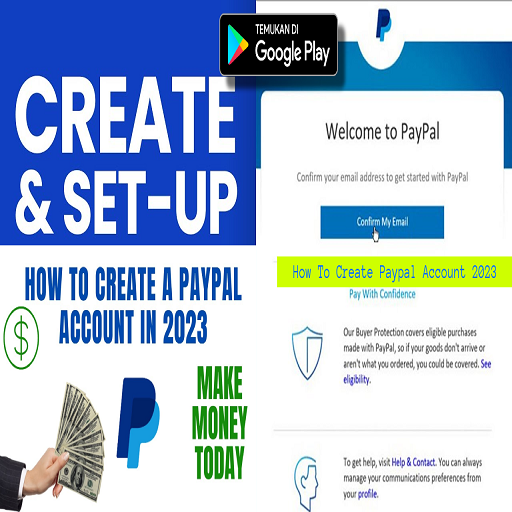 TEMUKAN DI
Google Play
CREATE
& SET-UP
HOW TO CREATE A PAYPAL
ACCOUNT IN 2023
$
MAKE
MONEY
TODAY
Welcome to PayPal
Confirm your email address to get started with PayPal
Confirm My Email
How To Create Paypal Account 2023
Pay With Confidence
Our Buyer Protection covers eligible purchases
made with PayPal, so if your goods don't arrive or
aren't what you ordered, you could be covered. See
eligibility.
To get help, visit Help & Contact. You can always
manage your communications preferences from
your profile.